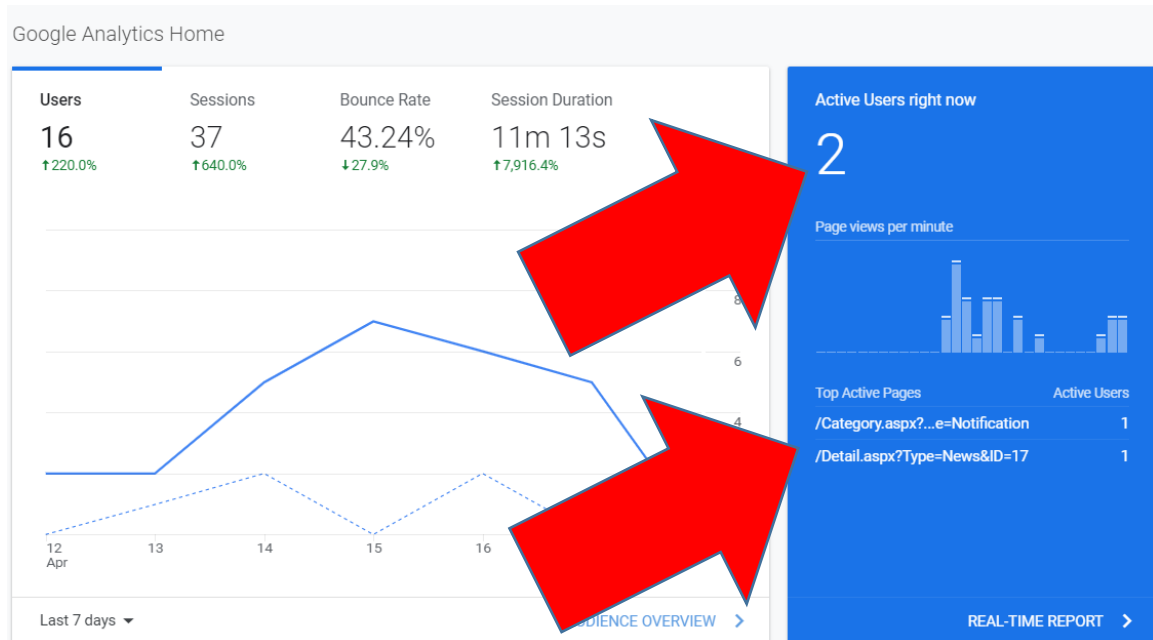 Google Analytics Home
Users Sessions Bounce Rate Session Duration
16 37 43.24% 11m 13s
↑220.0% ↑640.0% ↓27.9% ↑7,916.4%
8
6
4
12 13 14 15 16
Apr
Last 7 days
DIENCE OVERVIEW
Active Users right now
2
Page views per minute
Top Active Pages Active Users
/Category.aspx?...e=Notification 1
/Detail.aspx?Type=News&ID=17 1
REAL-TIME REPORT